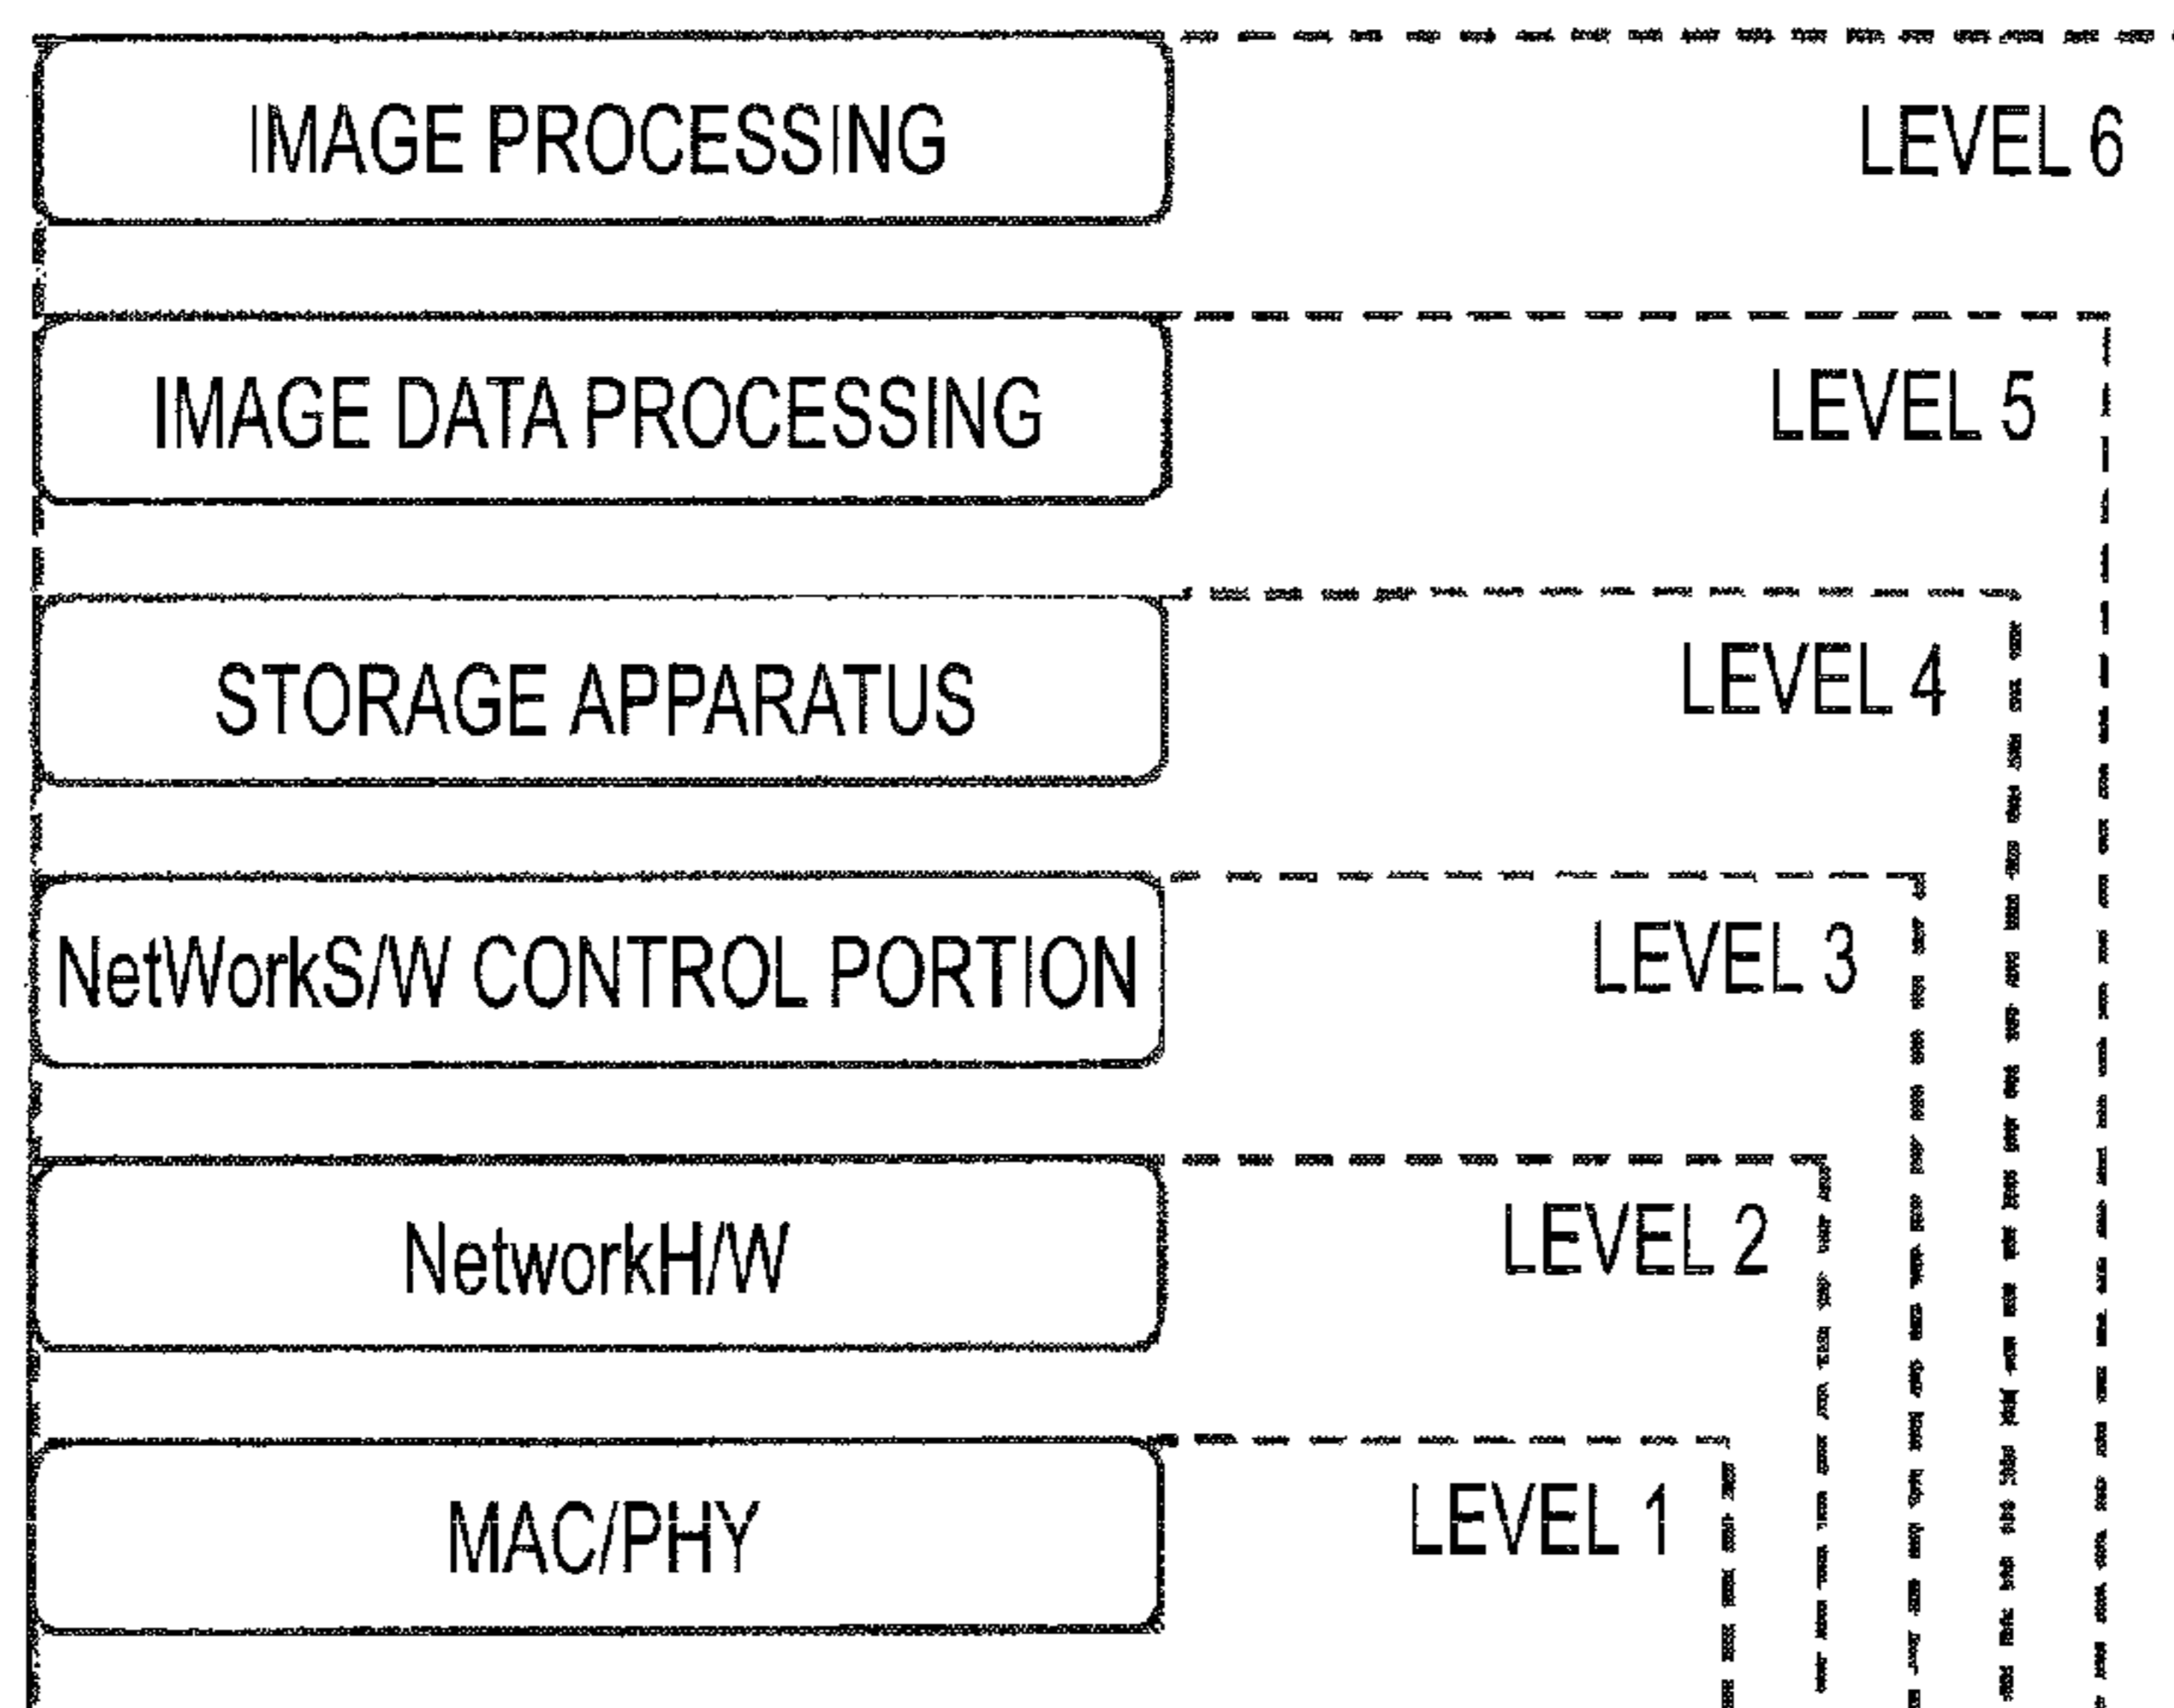 IMAGE PROCESSING LEVEL 6
IMAGE DATA PROCESSING LEVEL 5
STORAGE APPARATUS LEVEL 4
NetWorkS/W CONTROL PORTION LEVEL 3
NetworkH/W LEVEL 2
MAC/PHY LEVEL 1